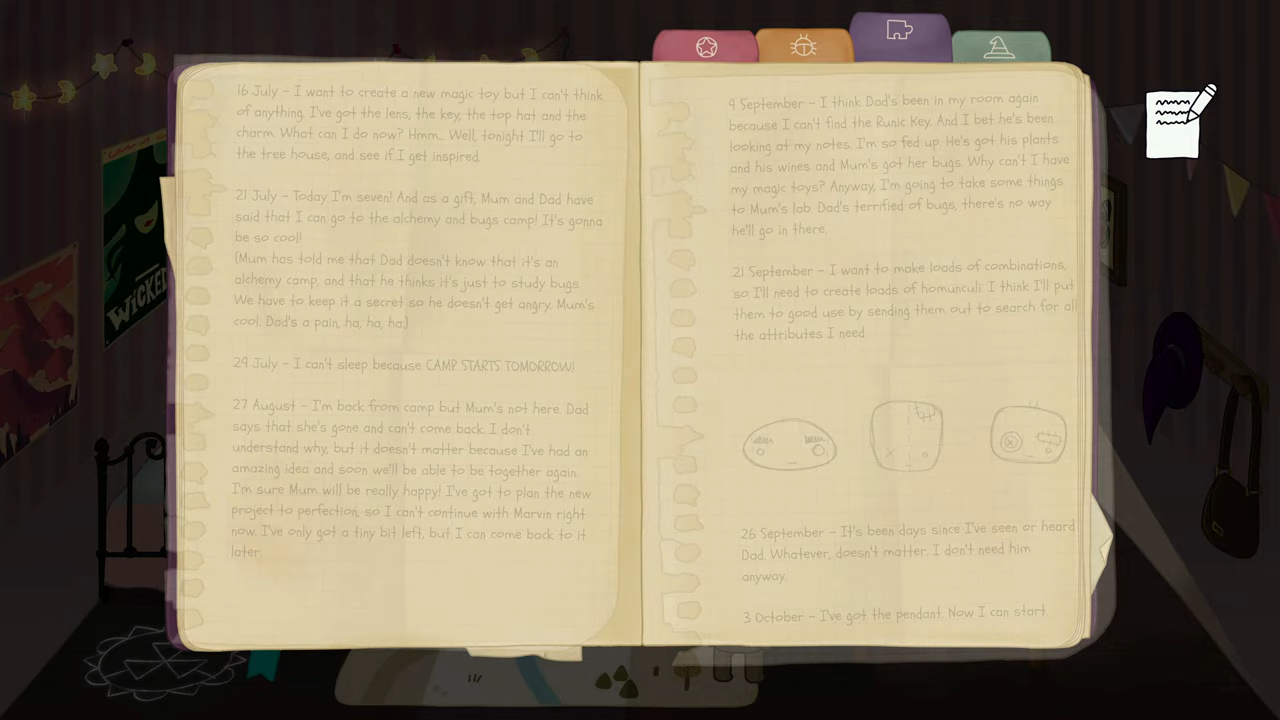 16 July – I want to create a new magic toy but I can't think
of anything. I've got the lens, the key, the top hat and the
charm. What can I do now? Hmm... Well, tonight I'll go to
the tree house, and see if I get inspired.
21 July – Today I'm seven! And as a gift, Mum and Dad have
said that I can go to the alchemy and bugs camp! It's gonna
be so cool!
(Mum has told me that Dad doesn't know that it's an
alchemy camp, and that he thinks it's just to study bugs.
We have to keep it a secret so he doesn't get angry. Mum's
cool. Dad's a pain, ha, ha, ha.)
29 July – I can't sleep because CAMP STARTS TOMORROW!
27 August – I'm back from camp but Mum's not here. Dad
says that she's gone and can't come back. I don't
understand why, but it doesn't matter because I've had an
amazing idea and soon we'll be able to be together again.
I'm sure Mum will be really happy! I've got to plan the new
project to perfection, so I can't continue with Marvin right
now. I've only got a tiny bit left, but I can come back to it
later.
9 September – I think Dad's been in my room again
because I can't find the Runic Key. And I bet he's been
looking at my notes. I'm so fed up. He's got his plants
and his wines and Mum's got her bugs. Why can't I have
my magic toys? Anyway, I'm going to take some things
to Mum's lab. Dad's terrified of bugs, there's no way
he'll go in there.
21 September – I want to make loads of combinations,
so I'll need to create loads of homunculi. I think I'll put
them to good use by sending them out to search for all
the attributes I need.
26 September – It's been days since I've seen or heard
Dad. Whatever, doesn't matter. I don't need him
anyway.
3 October – I've got the pendant. Now I can start.
WICKED